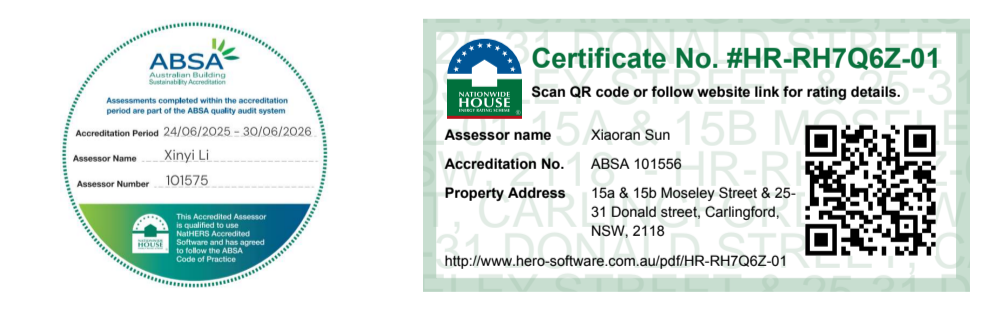 ABSA
Australian Building
Sustainability Accreditation
Assessments completed within the accreditation
period are part of the ABSA quality audit system
Accreditation Period 24/06/2025 - 30/06/2026
Assessor Name Xinyi Li
Assessor Number 101575
NATIONWIDE
HOUSE
This Accredited Assessor
is qualified to use
NatHERS Accredited
Software and has agreed
to follow the ABSA
Code of Practice
NATIONWIDE
HOUSE
ENERGY RATING SCHEME
®
Certificate No. #HR-RH7Q6Z-01
Scan QR code or follow website link for rating details.
Assessor name Xiaoran Sun
Accreditation No. ABSA 101556
Property Address 15a & 15b Moseley Street & 25-
31 Donald street, Carlingford,
NSW, 2118
http://www.hero-software.com.au/pdf/HR-RH7Q6Z-01